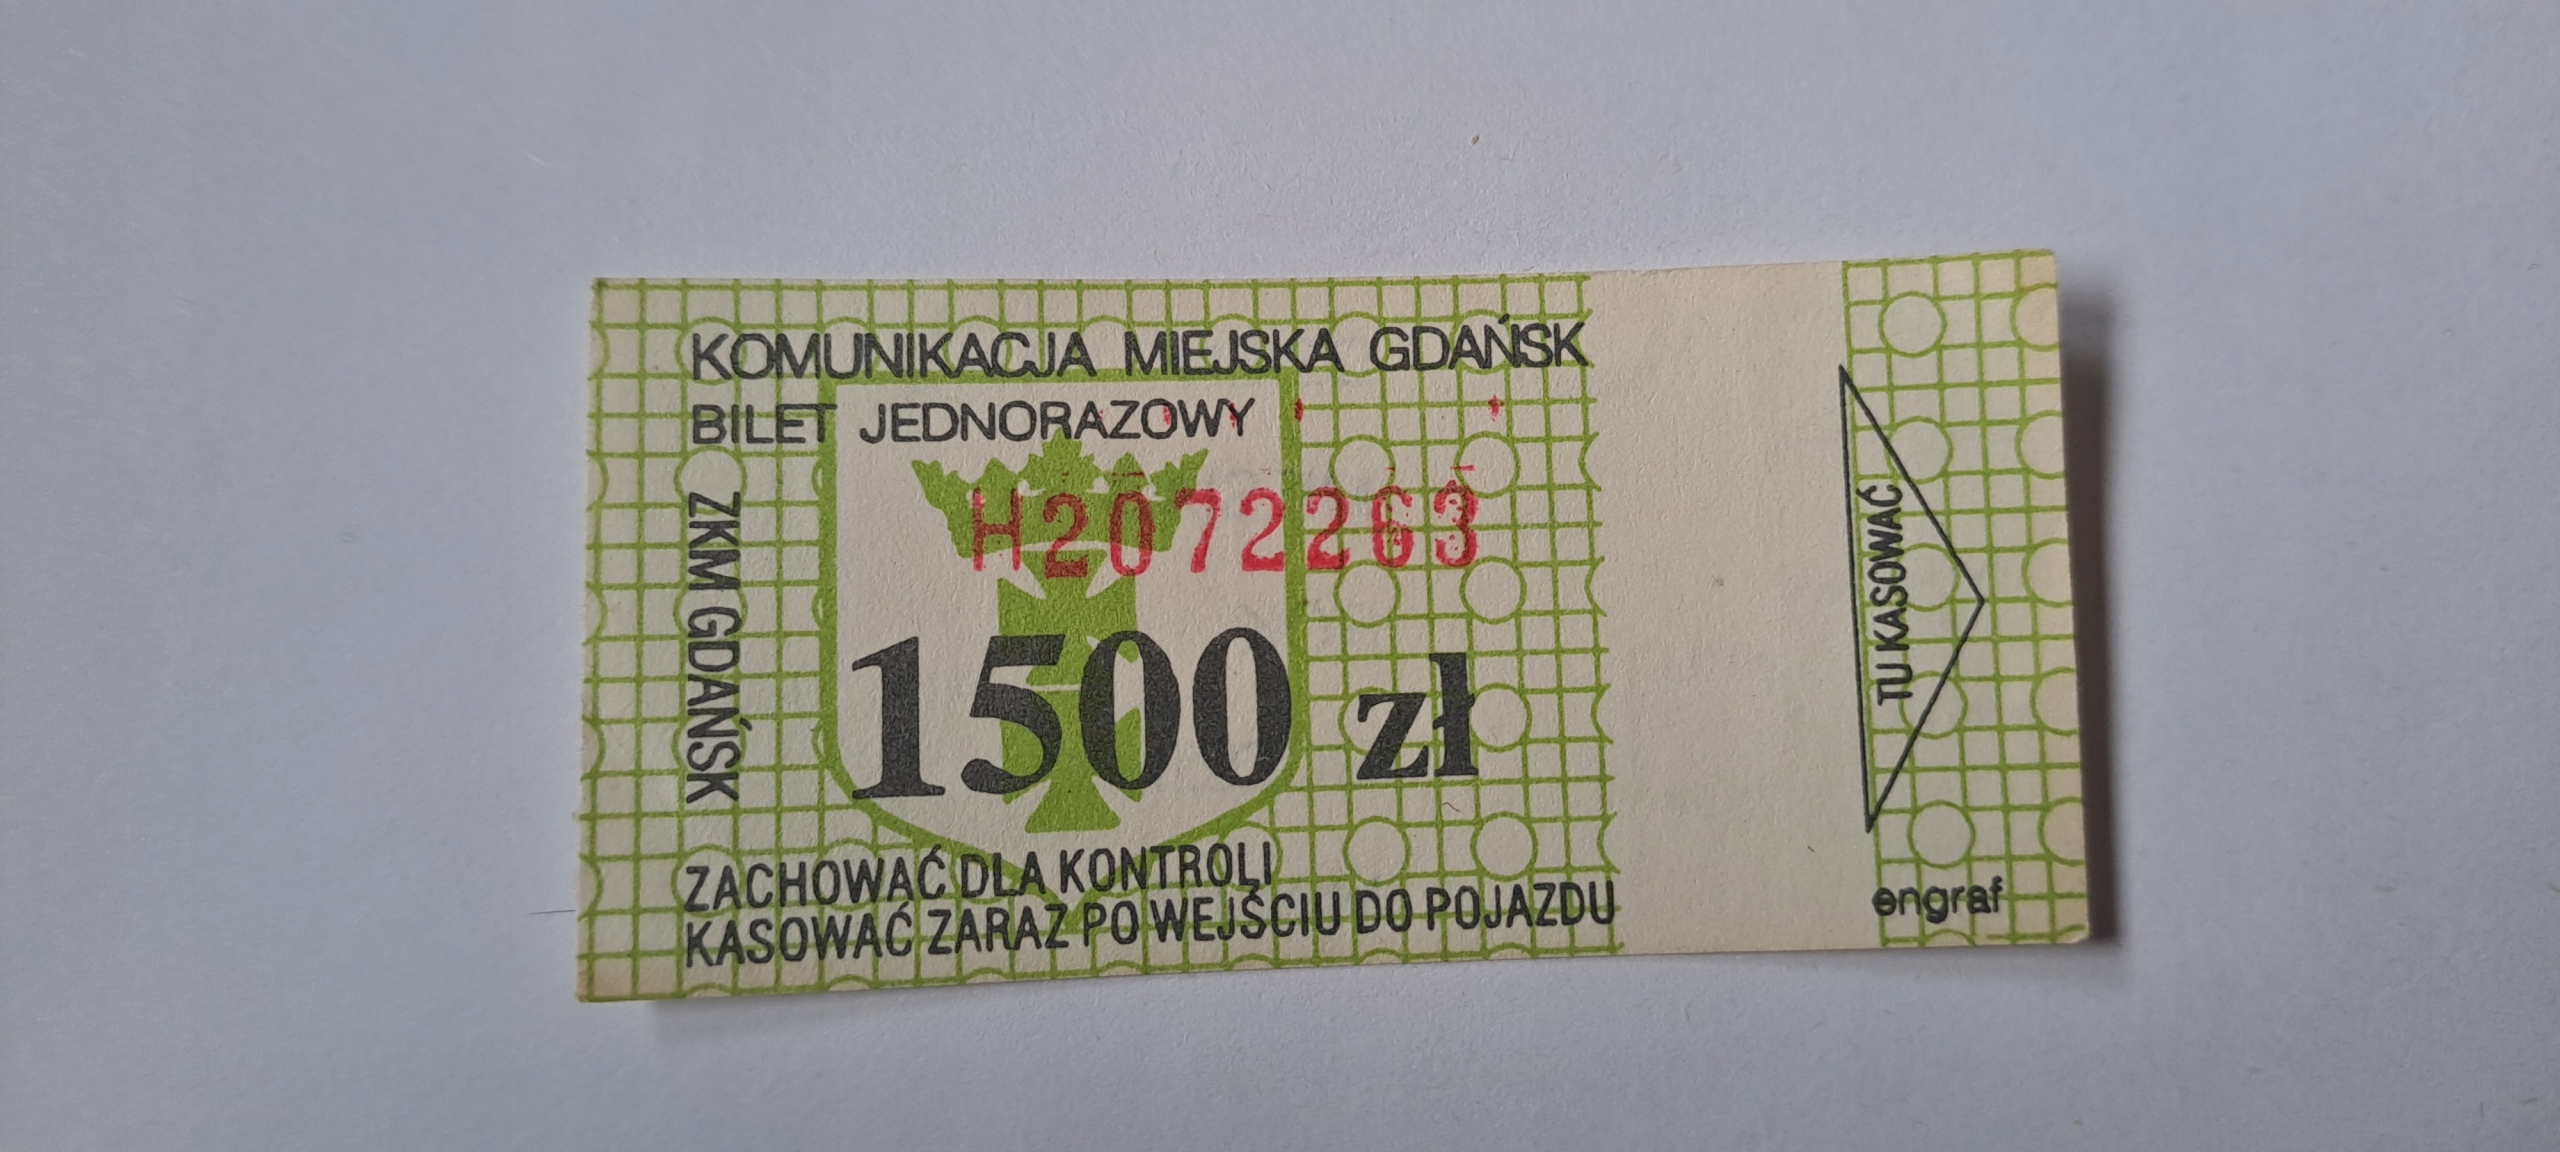 KOMUNIKACJA MIEJSKA GDAŃSK
BILET JEDNORAZOWY
H2072263
ZKM GDAŃSK
1500 zł
ZACHOWAĆ DLA KONTROLI
KASOWAĆ ZARAZ PO WEJŚCIU DO POJAZDU
TU KASOWAĆ
engraf